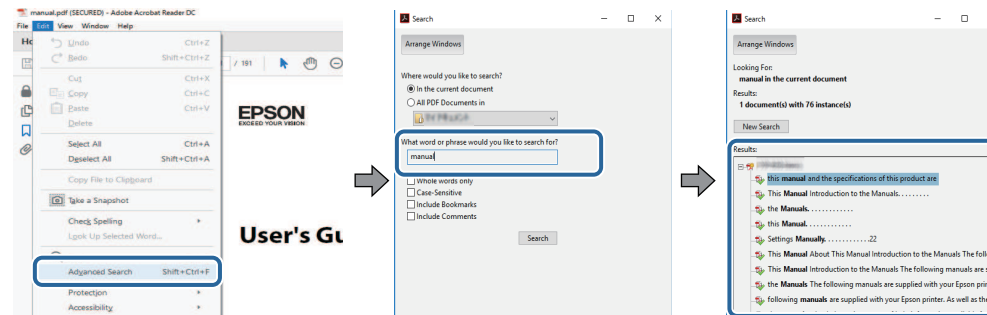 manual.pdf (SECURED) - Adobe Acrobat Reader DC
File Edit View Window Help
Undo Ctrl+Z
Redo Shift+Ctrl+Z
Cut Ctrl+X
Copy Ctrl+C
Paste Ctrl+V
Delete
Select All Ctrl+A
Deselect All Shift+Ctrl+A
Copy File to Clipboard
Take a Snapshot
Check Spelling
Look Up Selected Word...
Advanced Search Shift+Ctrl+F
Protection
Accessibility
/ 191
EPSON
EXCEED YOUR VISION
User's Gu
Search
Arrange Windows
Where would you like to search?
In the current document
All PDF Documents in
What word or phrase would you like to search for?
manual
Whole words only
Case-Sensitive
Include Bookmarks
Include Comments
Search
Search
Arrange Windows
Looking For:
manual in the current document
Results:
1 document(s) with 76 instance(s)
New Search
Results:
this manual and the specifications of this product are
This Manual Introduction to the Manuals. . . . . . . . .
the Manuals. . . . . . . . . . . . .
this Manual. . . . . . . . . . . . .
Settings Manually. . . . . . . . . . . . .22
This Manual About This Manual Introduction to the Manuals The foll
This Manual Introduction to the Manuals The following manuals are s
the Manuals The following manuals are supplied with your Epson prin
following manuals are supplied with your Epson printer. As well as the